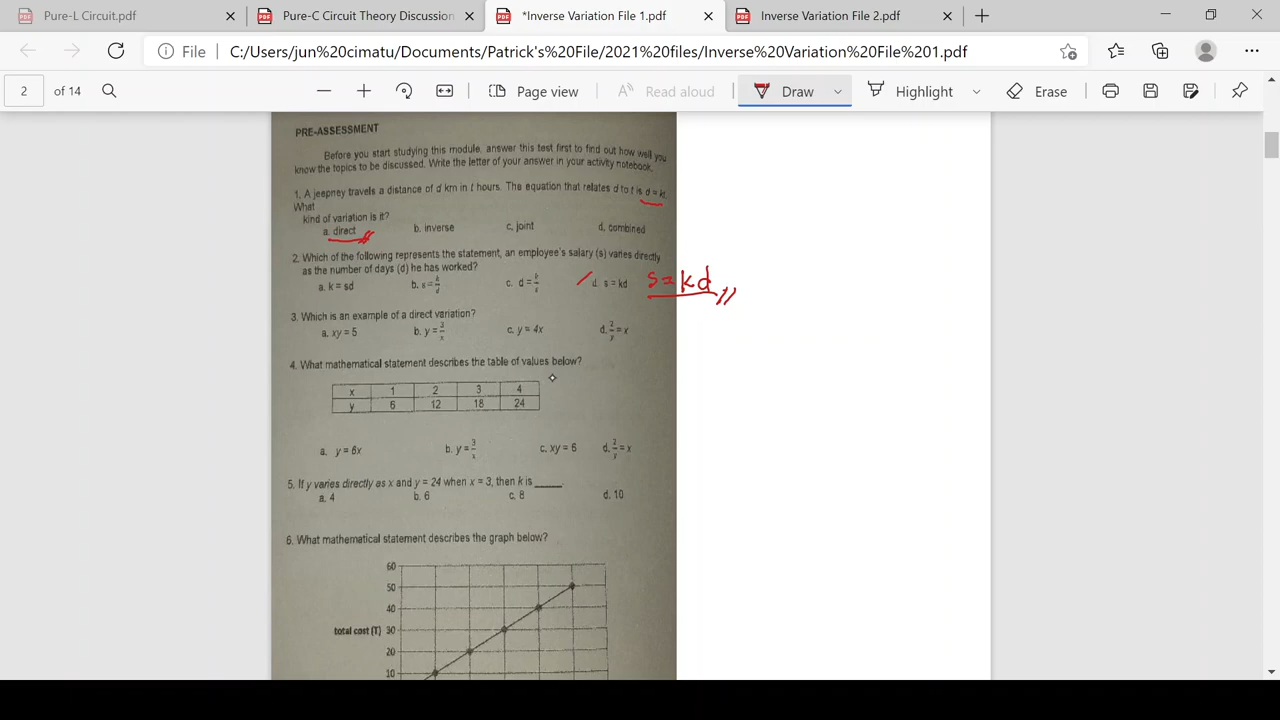 Pure-L Circuit.pdf
Pure-C Circuit Theory Discussion
*Inverse Variation File 1.pdf
Inverse Variation File 2.pdf
File
C:/Users/jun%20cimatu/Documents/Patrick's%20File/2021%20files/Inverse%20Variation%20File%201.pdf
2 of 14
Page view
Read aloud
Draw
Highlight
Erase
PRE-ASSESSMENT
Before you start studying this module, answer this test first to find out how well you
know the topics to be discussed. Write the letter of your answer in your activity notebook.
1. A jeepney travels a distance of d km in t hours. The equation that relates d to t is d = kt.
What
kind of variation is it?
a. direct b. inverse c. joint d. combined
2. Which of the following represents the statement, an employee's salary (s) varies directly
as the number of days (d) he has worked?
a. k = sd b. s = k/d c. d = k/s d. s = kd s = kd
3. Which is an example of a direct variation?
a. xy = 5 b. y = 3/x c. y = 4x d. 2/y = x
4. What mathematical statement describes the table of values below?
x 1 2 3 4
y 6 12 18 24
a. y = 6x b. y = 3/x c. xy = 6 d. 2/y = x
5. If y varies directly as x and y = 24 when x = 3, then k is _____.
a. 4 b. 6 c. 8 d. 10
6. What mathematical statement describes the graph below?
60
50
40
total cost (T) 30
20
10